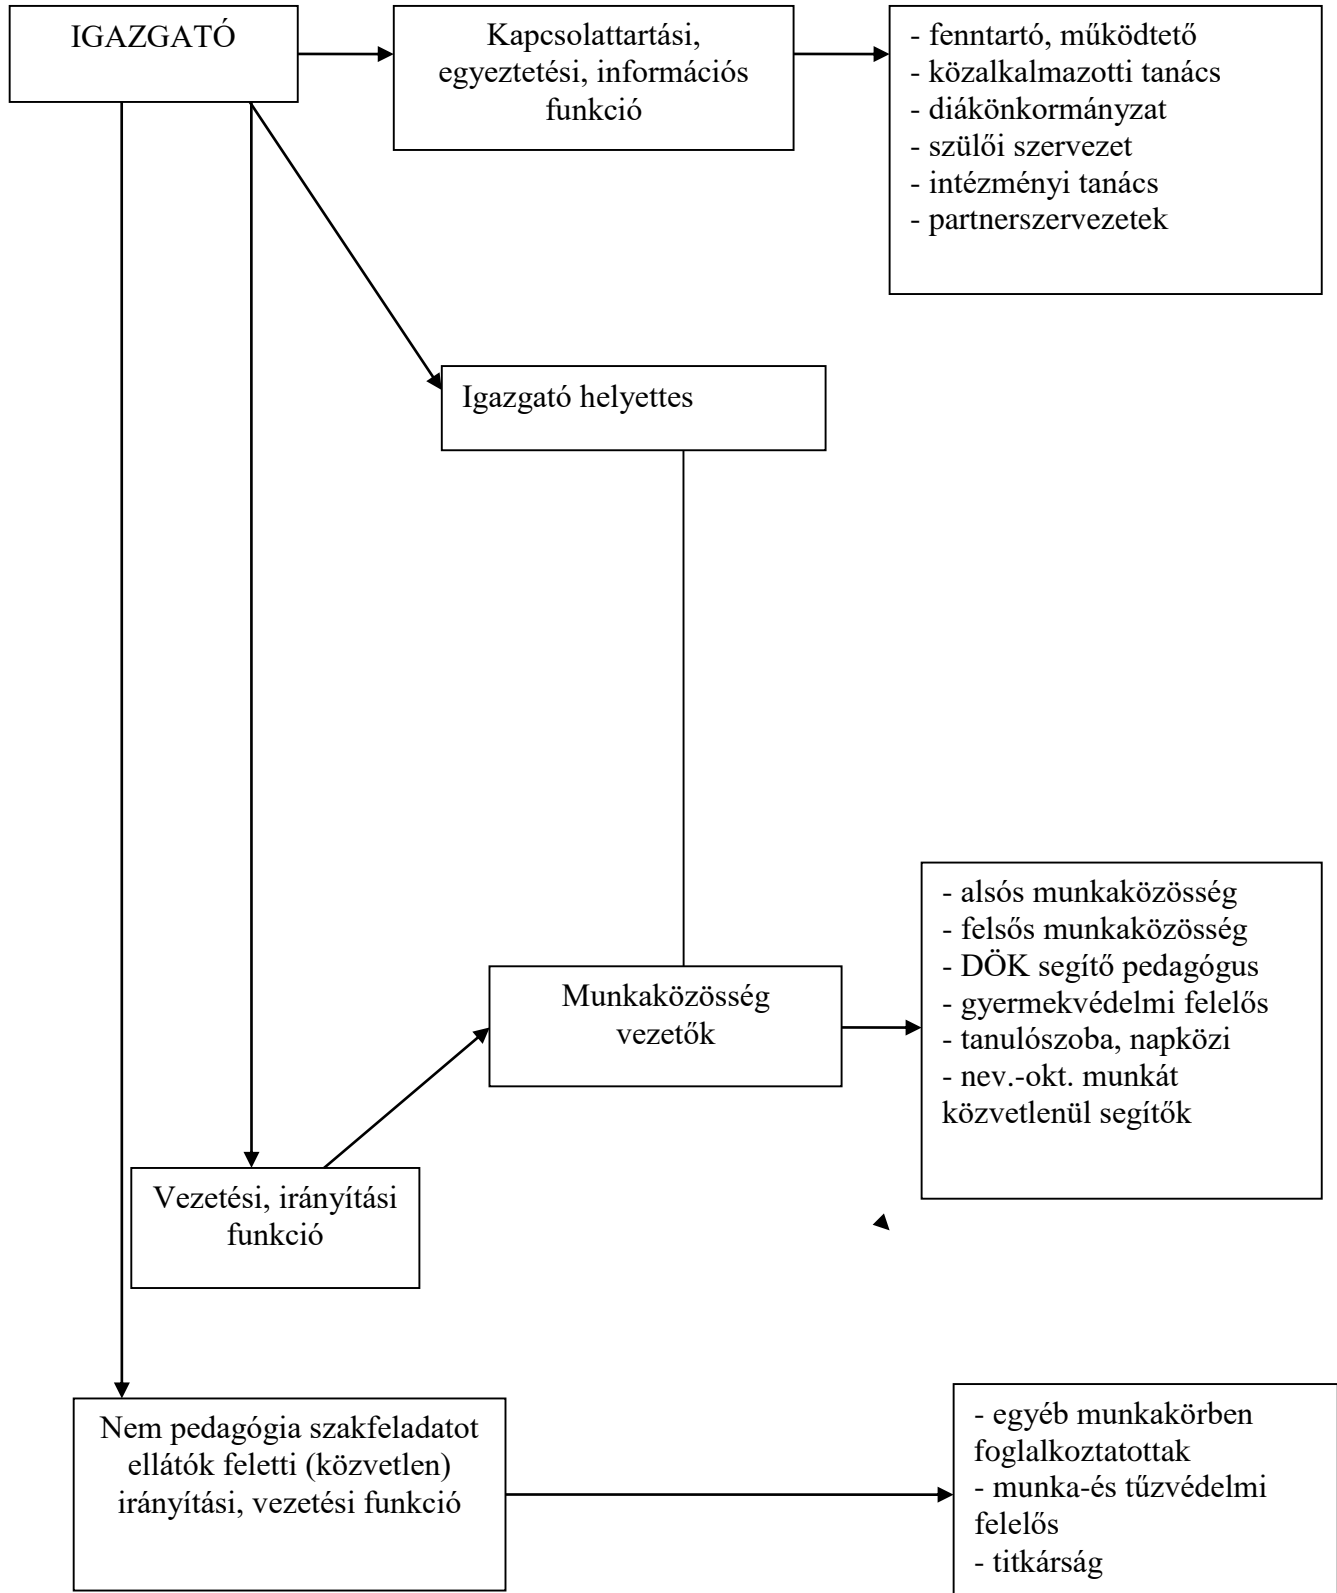 IGAZGATÓ
Kapcsolattartási,
egyeztetési, információs
funkció
- fenntartó, működtető
- közalkalmazotti tanács
- diákönkormányzat
- szülői szervezet
- intézményi tanács
- partnerszervezetek
Igazgató helyettes
Munkaközösség
vezetők
- alsós munkaközösség
- felsős munkaközösség
- DÖK segítő pedagógus
- gyermekvédelmi felelős
- tanulószoba, napközi
- nev.-okt. munkát
közvetlenül segítők
Vezetési, irányítási
funkció
Nem pedagógia szakfeladatot
ellátók feletti (közvetlen)
irányítási, vezetési funkció
- egyéb munkakörben
foglalkoztatottak
- munka-és tűzvédelmi
felelős
- titkárság